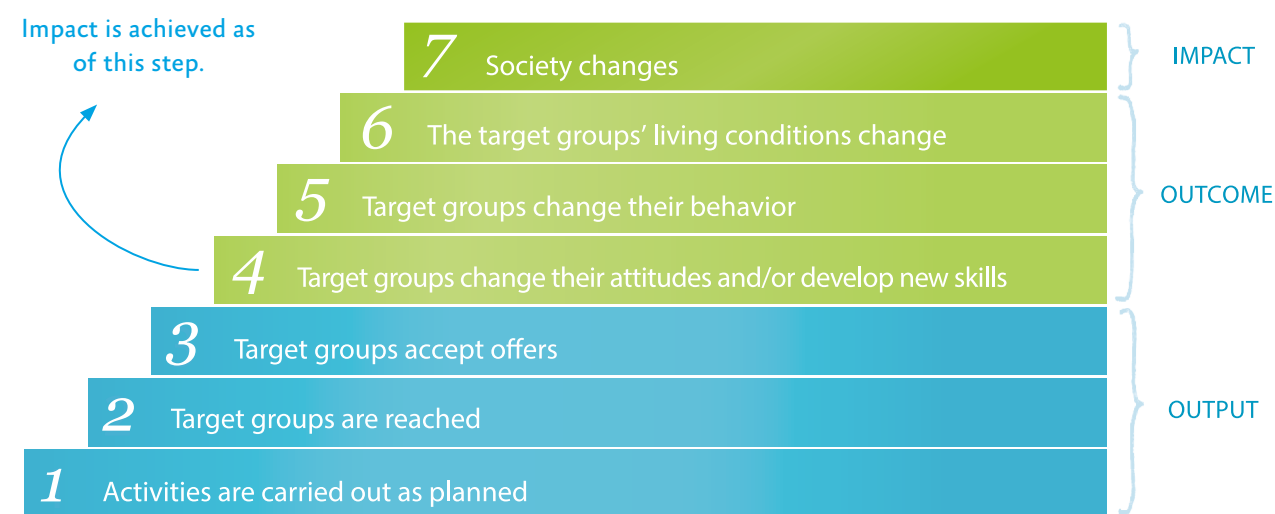 Impact is achieved as
of this step.
7 Society changes
IMPACT
6 The target groups’ living conditions change
5 Target groups change their behavior
OUTCOME
4 Target groups change their attitudes and/or develop new skills
3 Target groups accept offers
2 Target groups are reached
OUTPUT
1 Activities are carried out as planned